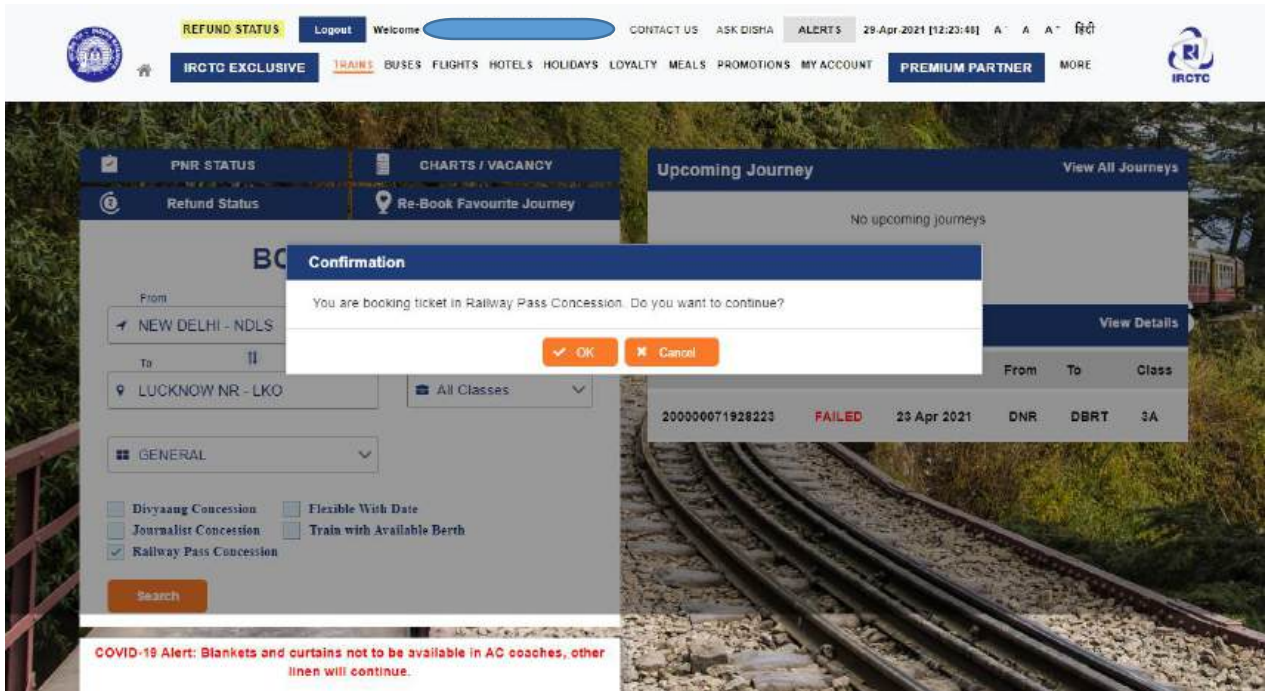 REFUND STATUS Logout Welcome CONTACT US ASK DISHA ALERTS 29-Apr-2021 [12:23:48] A- A A+ हिंदी
IRCTC EXCLUSIVE TRAINS BUSES FLIGHTS HOTELS HOLIDAYS LOYALTY MEALS PROMOTIONS MY ACCOUNT PREMIUM PARTNER MORE
IRCTC
PNR STATUS CHARTS / VACANCY
Refund Status Re-Book Favourite Journey
Upcoming Journey View All Journeys
No upcoming journeys
BO
Confirmation
You are booking ticket in Railway Pass Concession. Do you want to continue?
OK Cancel
From
NEW DELHI - NDLS
To
LUCKNOW NR - LKO
All Classes
View Details
From To Class
200000071928223 FAILED 23 Apr 2021 DNR DBRT 3A
GENERAL
Divyaang Concession Flexible With Date
Journalist Concession Train with Available Berth
Railway Pass Concession
Search
COVID-19 Alert: Blankets and curtains not to be available in AC coaches, other
linen will continue.